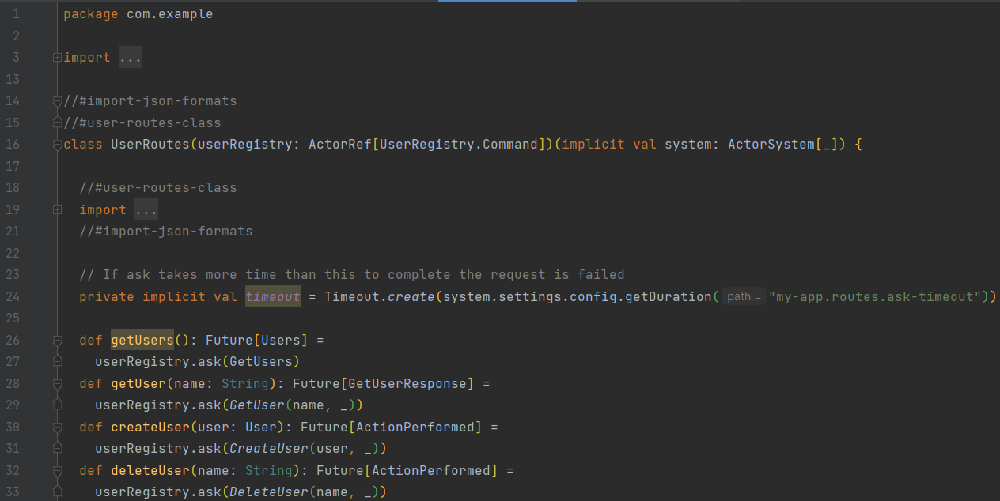 1 package com.example
2
3 import ...
13
14 //#import-json-formats
15 //#user-routes-class
16 class UserRoutes(userRegistry: ActorRef[UserRegistry.Command])(implicit val system: ActorSystem[_]) {
17
18 //#user-routes-class
19 import ...
21 //#import-json-formats
22
23 // If ask takes more time than this to complete the request is failed
24 private implicit val timeout = Timeout.create(system.settings.config.getDuration( path = "my-app.routes.ask-timeout"))
25
26 def getUsers(): Future[Users] =
27 userRegistry.ask(GetUsers)
28 def getUser(name: String): Future[GetUserResponse] =
29 userRegistry.ask(GetUser(name, _))
30 def createUser(user: User): Future[ActionPerformed] =
31 userRegistry.ask(CreateUser(user, _))
32 def deleteUser(name: String): Future[ActionPerformed] =
33 userRegistry.ask(DeleteUser(name, _))